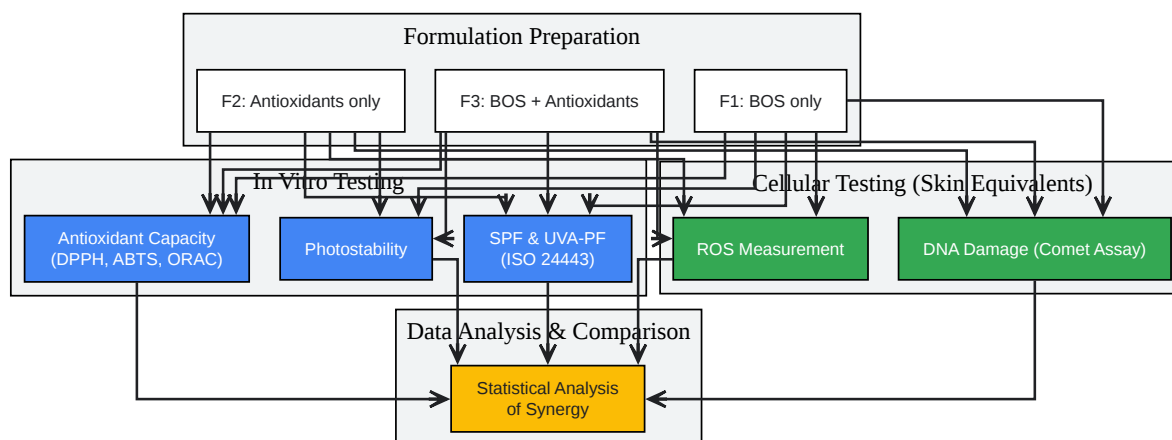 Formulation Preparation
F2: Antioxidants only
F3: BOS + Antioxidants
F1: BOS only
In Vitro Testing
Cellular Testing (Skin Equivalents)
Antioxidant Capacity
(DPPH, ABTS, ORAC)
Photostability
SPF & UVA-PF
(ISO 24443)
ROS Measurement
DNA Damage (Comet Assay)
Data Analysis & Comparison
Statistical Analysis
of Synergy